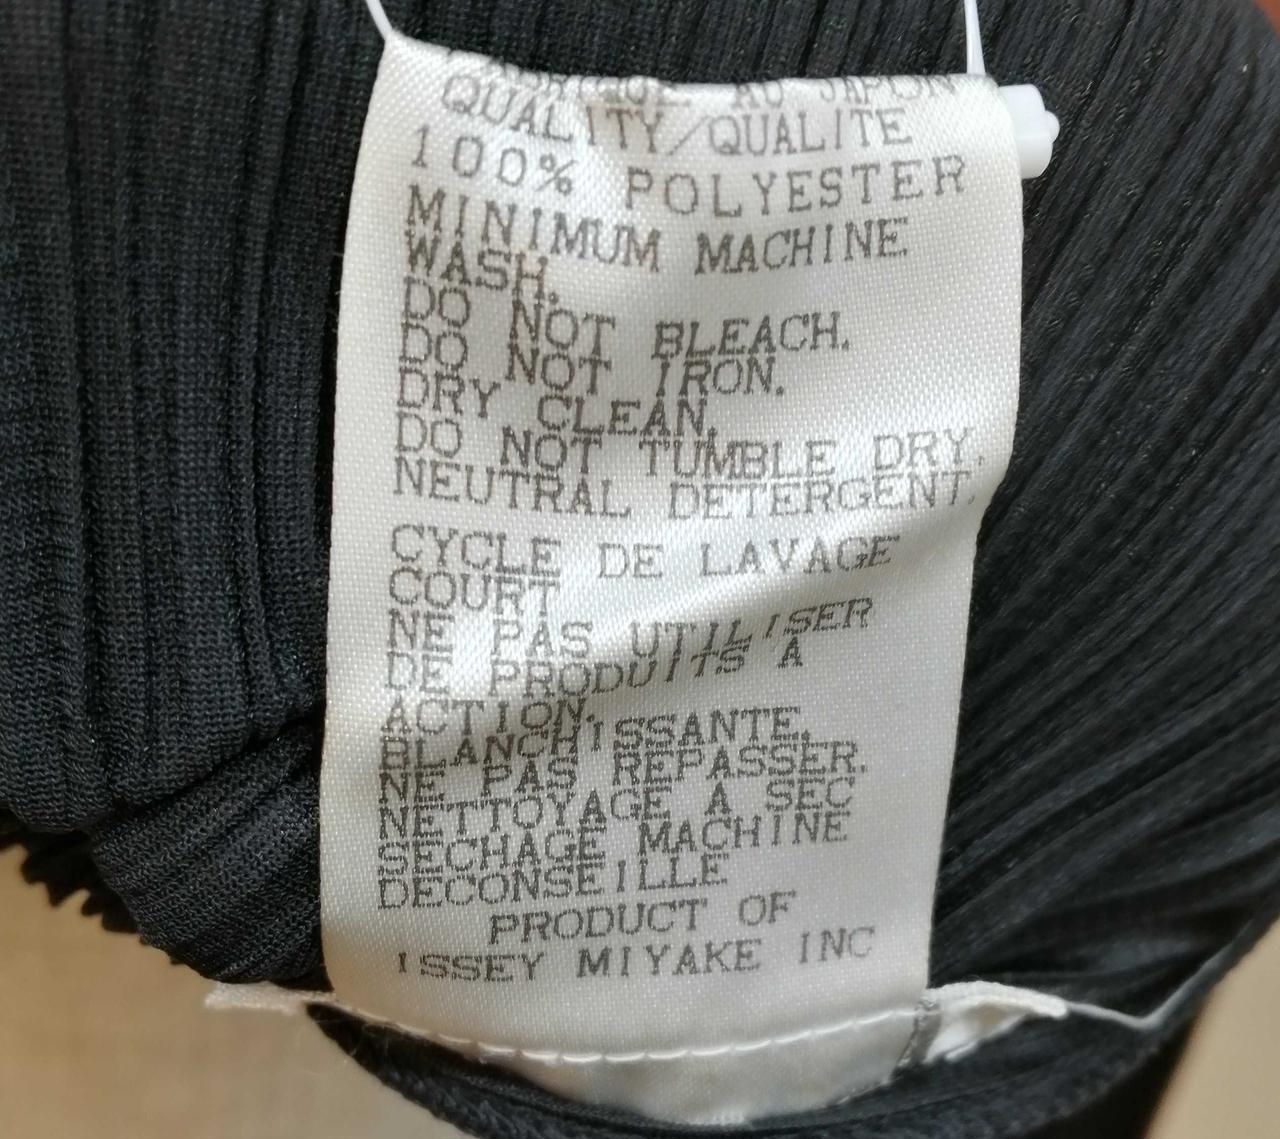 AU JAPON
QUALITY/QUALITE
100% POLYESTER
MINIMUM MACHINE
WASH.
DO NOT BLEACH.
DO NOT IRON.
DRY CLEAN.
DO NOT TUMBLE DRY.
NEUTRAL DETERGENT.
CYCLE DE LAVAGE
COURT
NE PAS UTILISER
DE PRODUITS A
ACTION.
BLANCHISSANTE.
NE PAS REPASSER.
NETTOYAGE A SEC
SECHAGE MACHINE
DECONSEILLE
PRODUCT OF
ISSEY MIYAKE INC